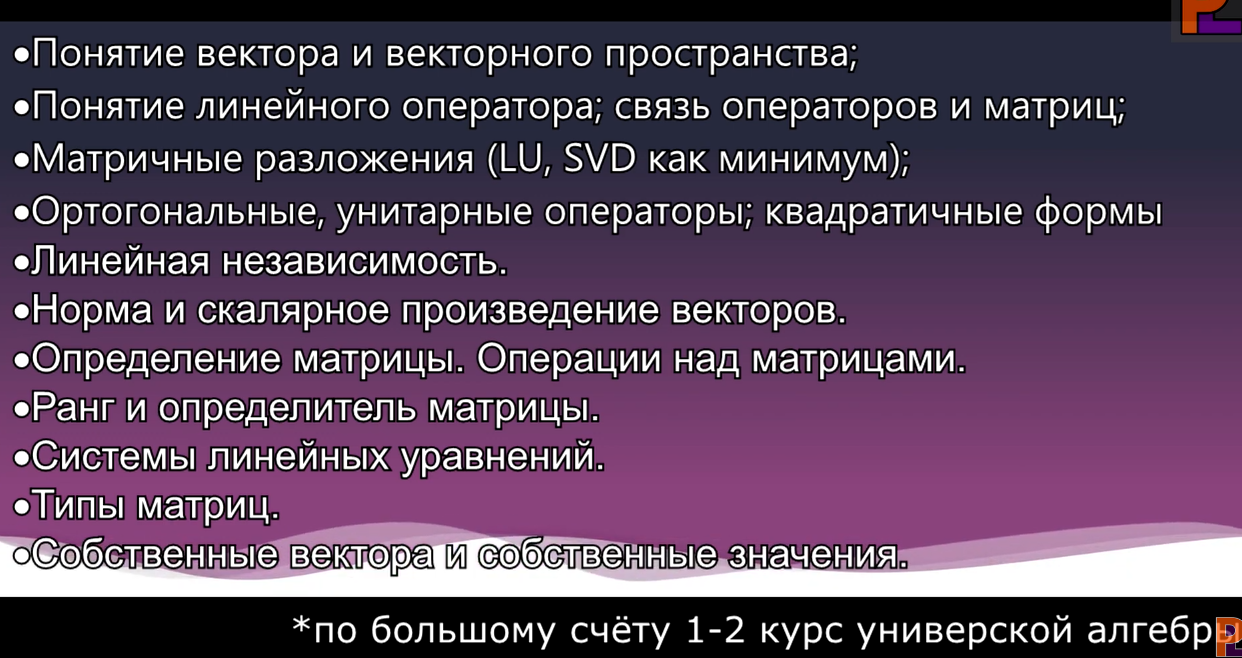 •Понятие вектора и векторного пространства;
•Понятие линейного оператора; связь операторов и матриц;
•Матричные разложения (LU, SVD как минимум);
•Ортогональные, унитарные операторы; квадратичные формы
•Линейная независимость.
•Норма и скалярное произведение векторов.
•Определение матрицы. Операции над матрицами.
•Ранг и определитель матрицы.
•Системы линейных уравнений.
•Типы матриц.
•Собственные вектора и собственные значения.
*по большому счёту 1-2 курс универской алгебры